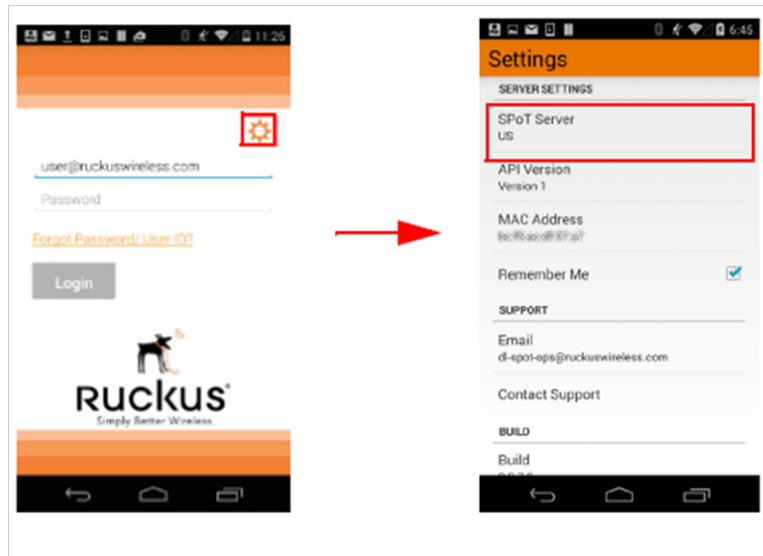 11:26
user@ruckuswireless.com
Password
Forgot Password/ User ID?
Login
RUCKUS
Simply Better Wireless.
6:45
Settings
SERVER SETTINGS
SPoT Server
US
API Version
Version 1
MAC Address
Remember Me
SUPPORT
Email
dl-spot-ops@ruckuswireless.com
Contact Support
BUILD
Build